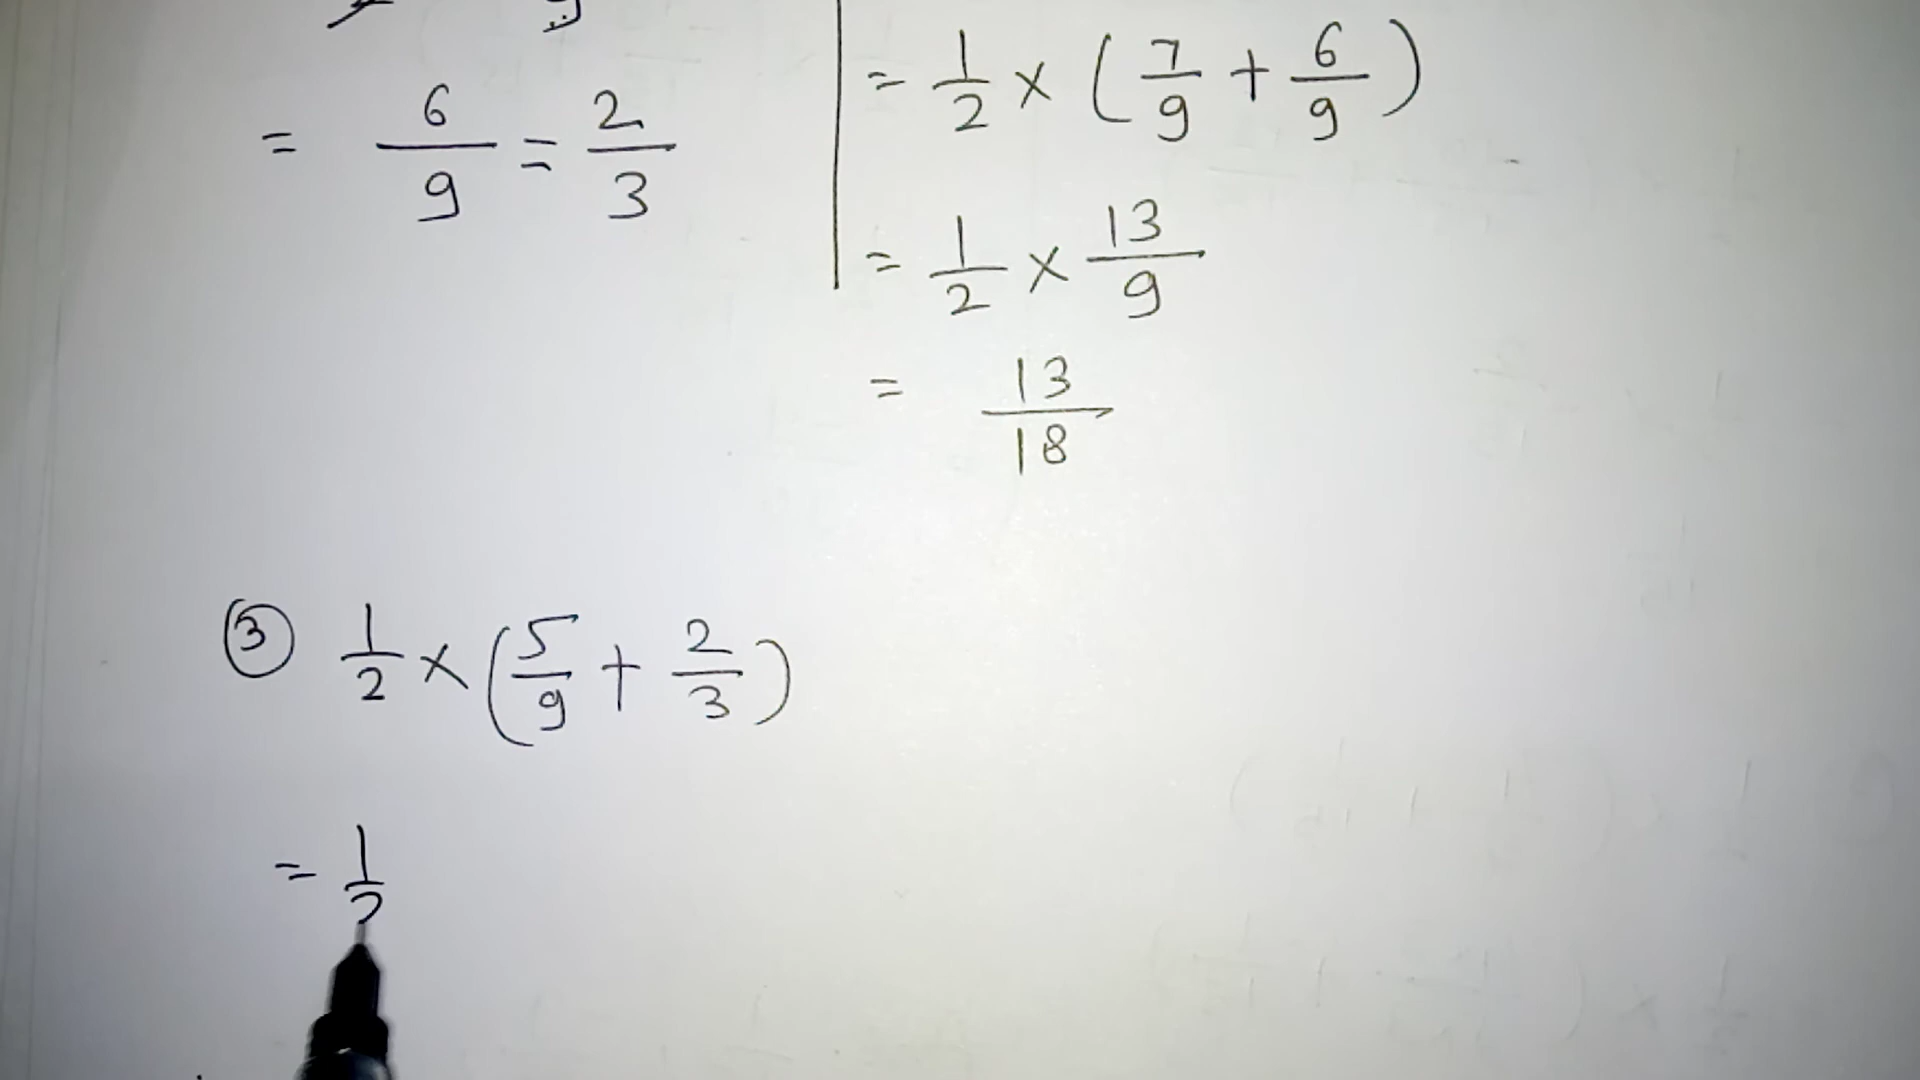 = 6/9 = 2/3
= 1/2 × (7/9 + 6/9)
= 1/2 × 13/9
= 13/18
③ 1/2 × (5/9 + 2/3)
= 1/2